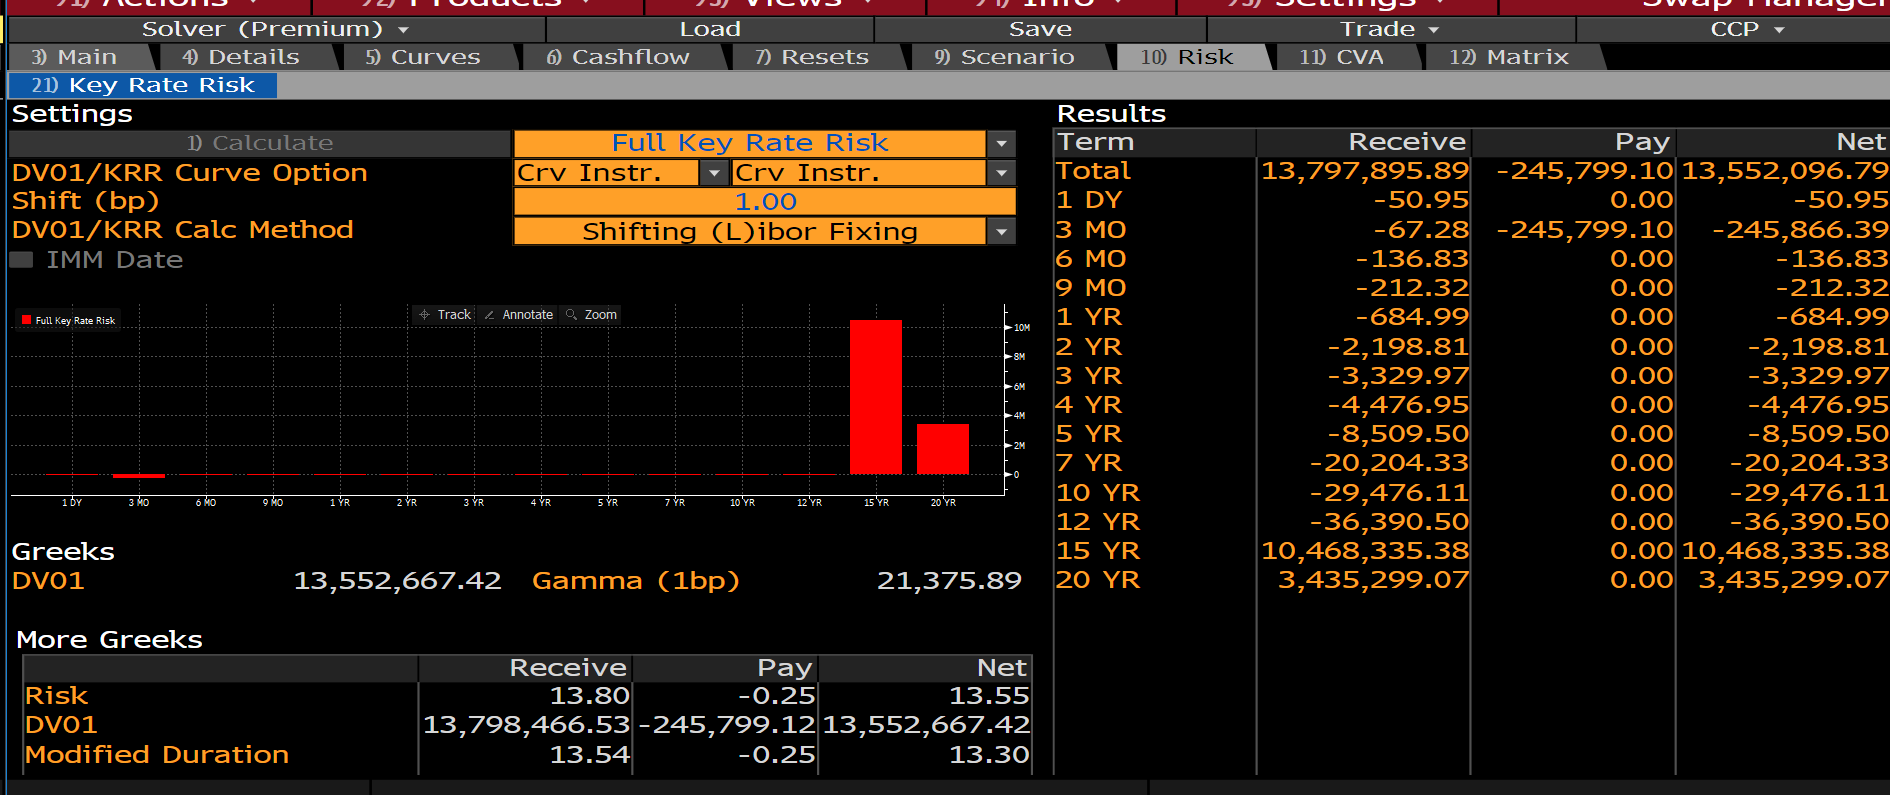 91) Actions 92) Products 93) Views 94) Info 95) Settings Swap Manager
Solver (Premium) Load Save Trade CCP
3) Main 4) Details 5) Curves 6) Cashflow 7) Resets 9) Scenario 10) Risk 11) CVA 12) Matrix
21) Key Rate Risk
Settings
1) Calculate Full Key Rate Risk
DV01/KRR Curve Option Crv Instr. Crv Instr.
Shift (bp) 1.00
DV01/KRR Calc Method Shifting (L)ibor Fixing
IMM Date
Full Key Rate Risk
Track Annotate Zoom
10M
8M
6M
4M
2M
0
1 DY 3 MO 6 MO 9 MO 1 YR 2 YR 3 YR 4 YR 5 YR 7 YR 10 YR 12 YR 15 YR 20 YR
Greeks
DV01 13,552,667.42 Gamma (1bp) 21,375.89
More Greeks
Receive Pay Net
Risk 13.80 -0.25 13.55
DV01 13,798,466.53 -245,799.12 13,552,667.42
Modified Duration 13.54 -0.25 13.30
Results
Term Receive Pay Net
Total 13,797,895.89 -245,799.10 13,552,096.79
1 DY -50.95 0.00 -50.95
3 MO -67.28 -245,799.10 -245,866.39
6 MO -136.83 0.00 -136.83
9 MO -212.32 0.00 -212.32
1 YR -684.99 0.00 -684.99
2 YR -2,198.81 0.00 -2,198.81
3 YR -3,329.97 0.00 -3,329.97
4 YR -4,476.95 0.00 -4,476.95
5 YR -8,509.50 0.00 -8,509.50
7 YR -20,204.33 0.00 -20,204.33
10 YR -29,476.11 0.00 -29,476.11
12 YR -36,390.50 0.00 -36,390.50
15 YR 10,468,335.38 0.00 10,468,335.38
20 YR 3,435,299.07 0.00 3,435,299.07